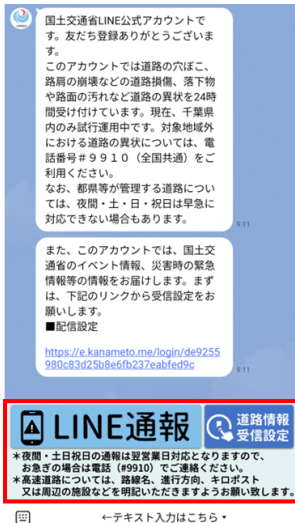 国土交通省LINE公式アカウントで
す。友だち登録ありがとうございま
す。
このアカウントでは道路の穴ぼこ、
路肩の崩壊などの道路損傷、落下物
や路面の汚れなど道路の異状を24時
間受け付けています。現在、千葉県
内のみ試行運用中です。対象地域外
における道路の異状については、電
話番号＃９９１０（全国共通）をご
利用ください。
なお、都県等が管理する道路につい
ては、夜間・土・日・祝日は早急に
対応できない場合もあります。
9:11
また、このアカウントでは、国土交
通省のイベント情報、災害時の緊急
情報等の情報をお届けします。まず
は、下記のリンクから受信設定をお
願いします。
■配信設定
https://e.kanameto.me/login/de9255
980c83d25b8e6fb237eabfed9c
9:11
LINE通報
道路情報
受信設定
＊夜間・土日祝日の通報は翌営業日対応となりますので、
お急ぎの場合は電話（#9910）でご連絡ください。
＊高速道路については、路線名、進行方向、キロポスト
又は周辺の施設などを明記いただきますようお願い致します。
←テキスト入力はこちら・